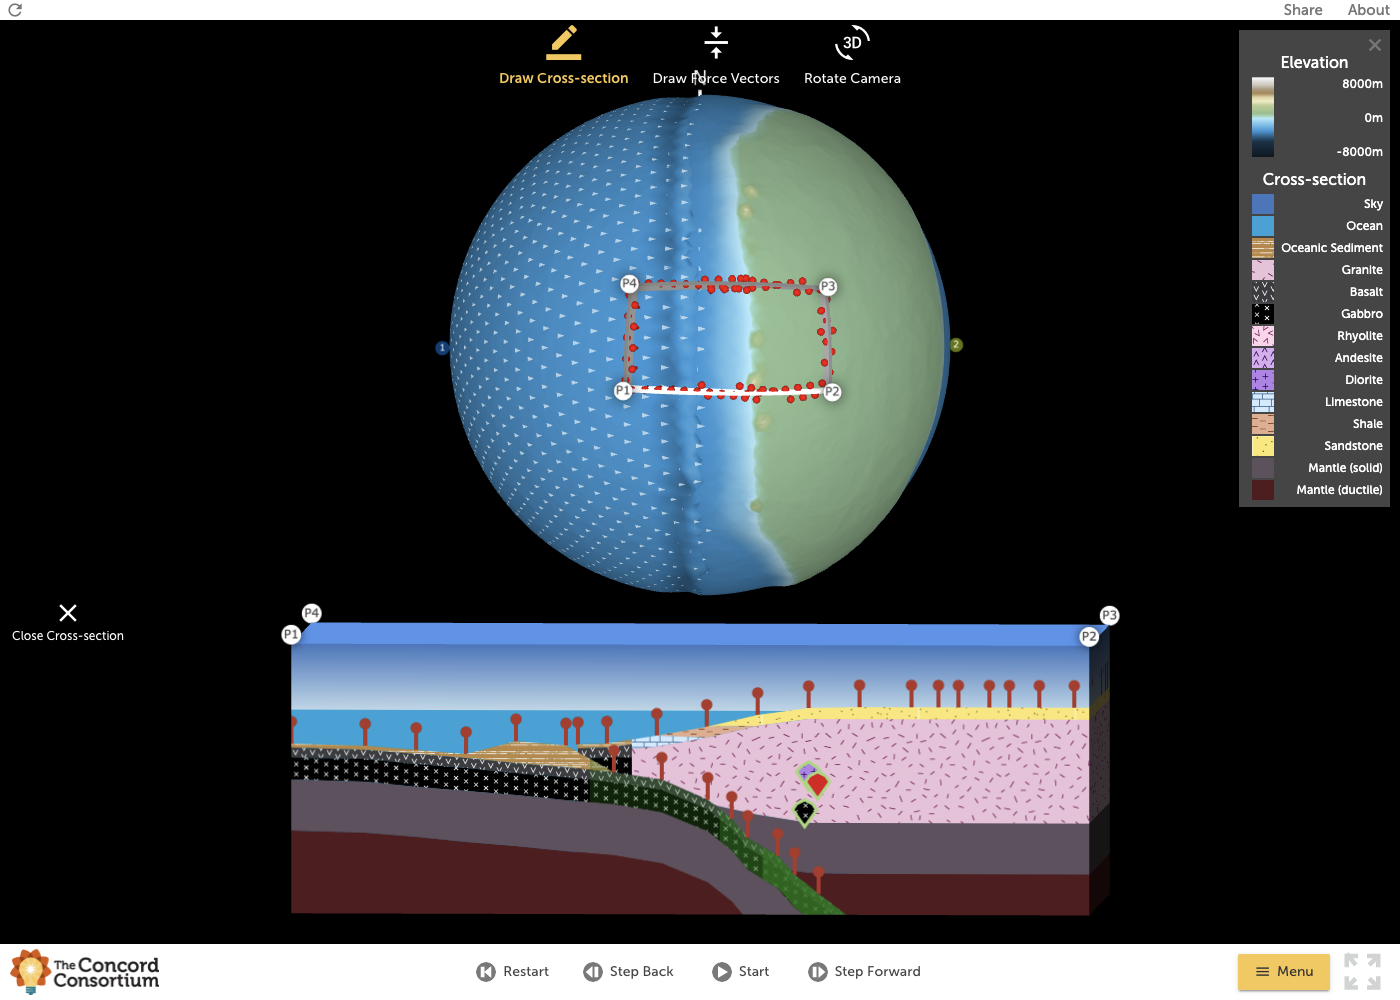 Share About
Draw Cross-section Draw Force Vectors 3D Rotate Camera
N
Elevation
8000m
0m
-8000m
Cross-section
Sky
Ocean
Oceanic Sediment
Granite
Basalt
Gabbro
Rhyolite
Andesite
Diorite
Limestone
Shale
Sandstone
Mantle (solid)
Mantle (ductile)
P4 P3
1 2
P1 P2
Close Cross-section
P4 P3
P1 P2
The Concord
Consortium
Restart Step Back Start Step Forward Menu